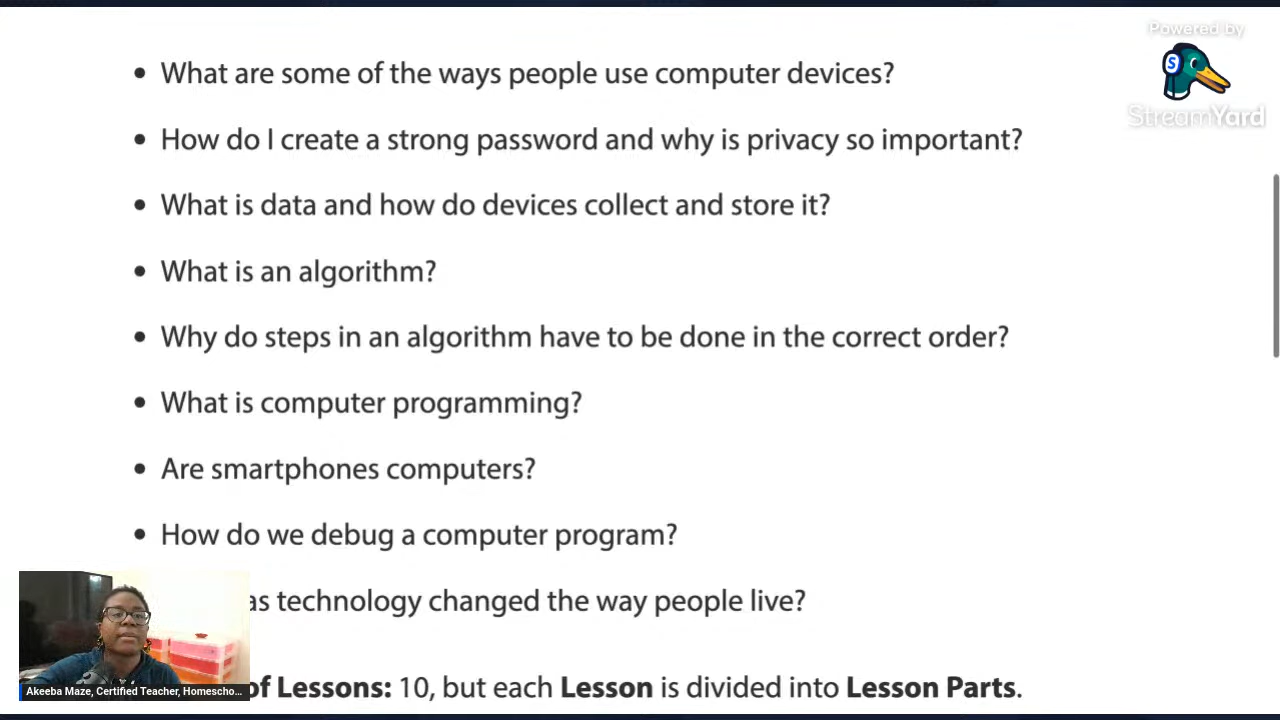 Powered by
StreamYard
• What are some of the ways people use computer devices?
• How do I create a strong password and why is privacy so important?
• What is data and how do devices collect and store it?
• What is an algorithm?
• Why do steps in an algorithm have to be done in the correct order?
• What is computer programming?
• Are smartphones computers?
• How do we debug a computer program?
as technology changed the way people live?
of Lessons: 10, but each Lesson is divided into Lesson Parts.
Akeeba Maze, Certified Teacher, Homescho...